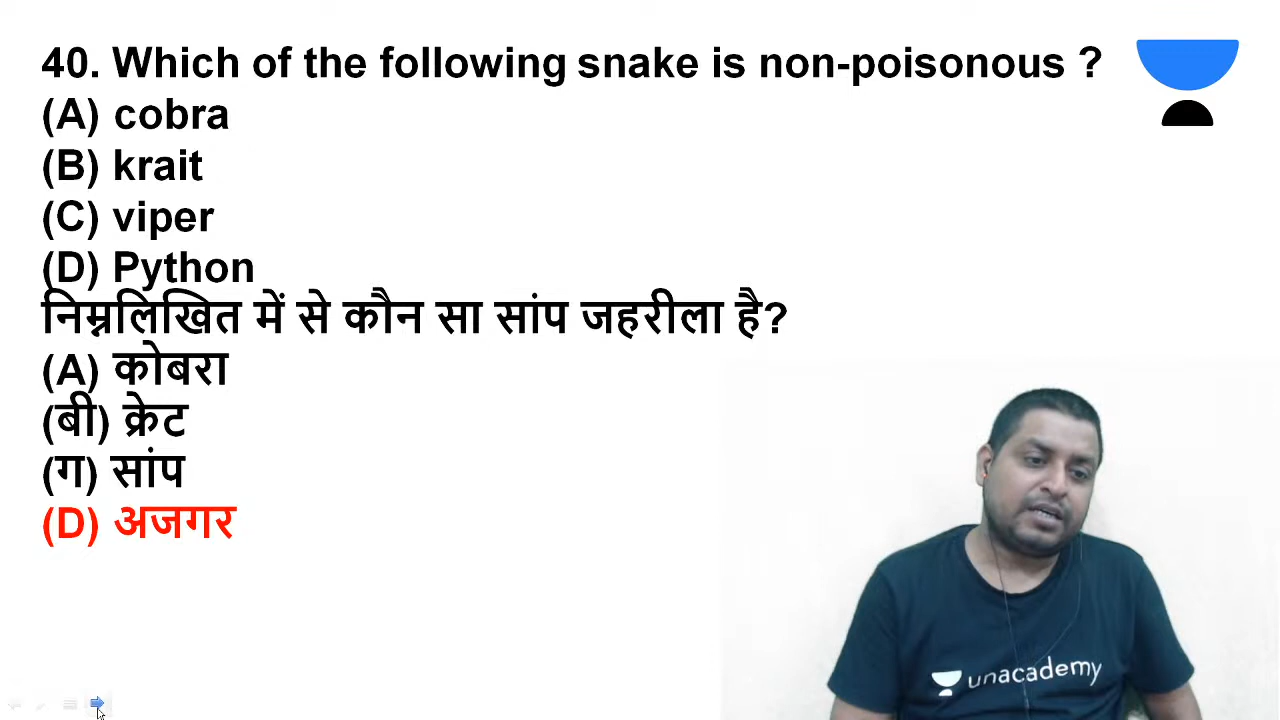 40. Which of the following snake is non-poisonous ?
(A) cobra
(B) krait
(C) viper
(D) Python
निम्नलिखित में से कौन सा सांप जहरीला है?
(A) कोबरा
(बी) क्रेट
(ग) सांप
(D) अजगर
unacademy